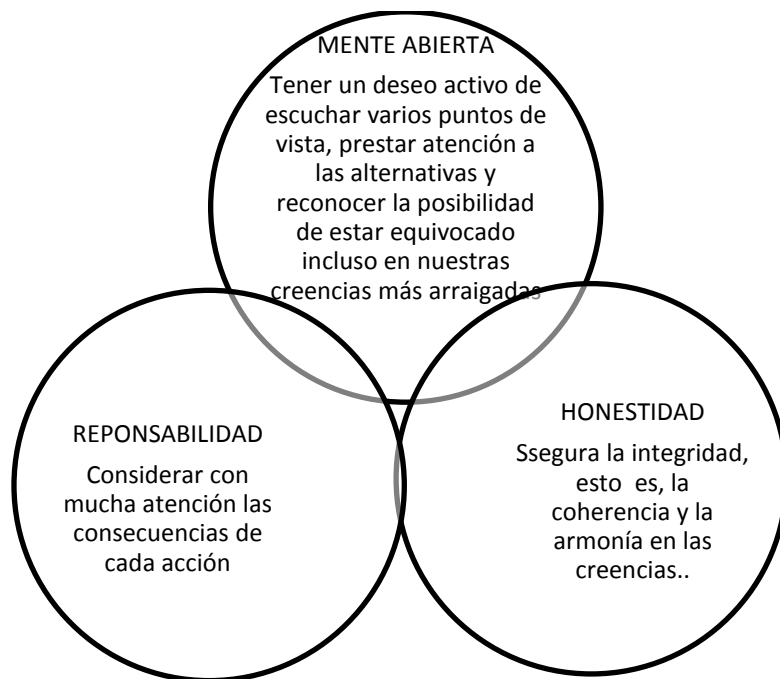 MENTE ABIERTA
Tener un deseo activo de
escuchar varios puntos de
vista, prestar atención a
las alternativas y
reconocer la posibilidad
de estar equivocado
incluso en nuestras
creencias más arraigadas
REPONSABILIDAD
Considerar con
mucha atención las
consecuencias de
cada acción
HONESTIDAD
Ssegura la integridad,
esto es, la
coherencia y la
armonía en las
creencias..